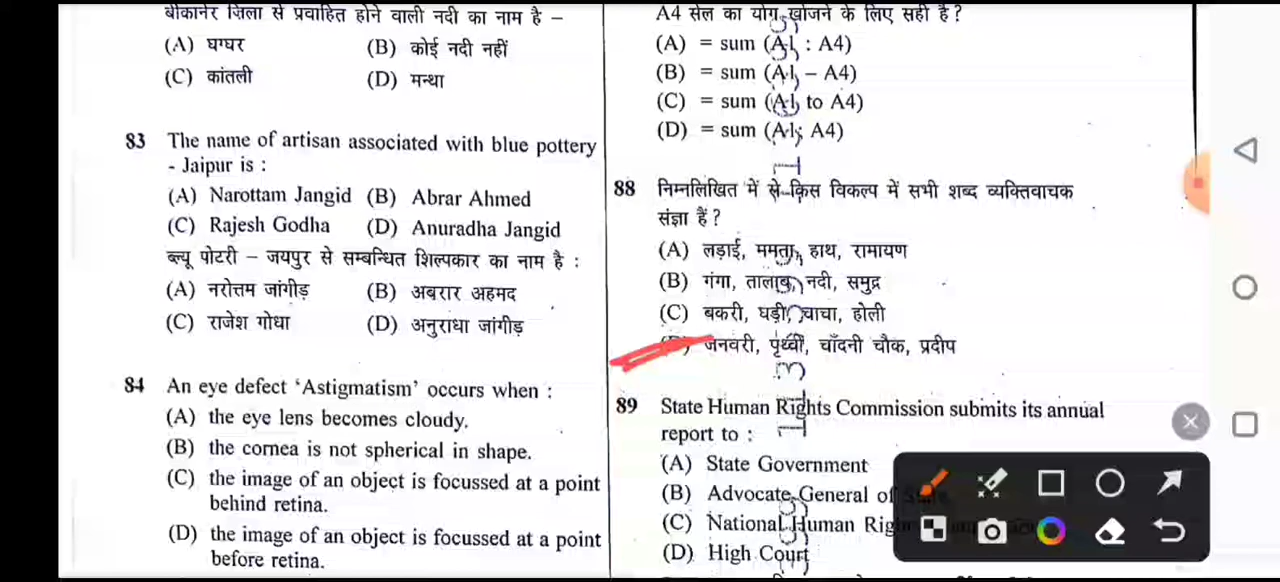 बीकानेर ज़िला से प्रवाहित होने वाली नदी का नाम है –
(A) घग्घर (B) कोई नदी नहीं
(C) कांतली (D) मन्था
83 The name of artisan associated with blue pottery
- Jaipur is :
(A) Narottam Jangid (B) Abrar Ahmed
(C) Rajesh Godha (D) Anuradha Jangid
ब्ल्यू पोटरी – जयपुर से सम्बन्धित शिल्पकार का नाम है :
(A) नरोत्तम जांगीड़ (B) अबरार अहमद
(C) राजेश गोधा (D) अनुराधा जांगीड़
84 An eye defect ‘Astigmatism’ occurs when :
(A) the eye lens becomes cloudy.
(B) the cornea is not spherical in shape.
(C) the image of an object is focussed at a point
behind retina.
(D) the image of an object is focussed at a point
before retina.
A4 सेल का योग खोजने के लिए सही है ?
(A) = sum (A1 : A4)
(B) = sum (A1 – A4)
(C) = sum (A1 to A4)
(D) = sum (A1; A4)
88 निम्नलिखित में से किस विकल्प में सभी शब्द व्यक्तिवाचक
संज्ञा हैं ?
(A) लड़ाई, ममता, हाथ, रामायण
(B) गंगा, तालाब, नदी, समुद्र
(C) बकरी, घड़ी, चाचा, होली
जनवरी, पृथ्वी, चाँदनी चौक, प्रदीप
89 State Human Rights Commission submits its annual
report to :
(A) State Government
(B) Advocate General of
(C) National Human
(D) High Court